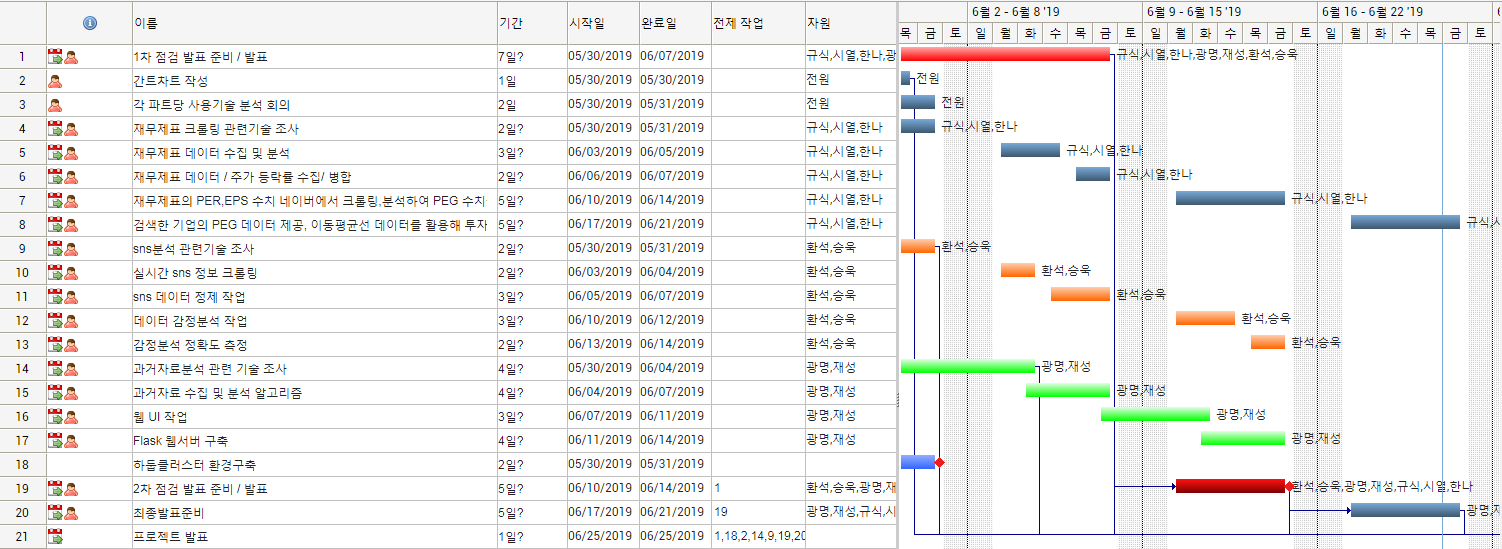 이름 기간 시작일 완료일 전제 작업 자원
6월 2 - 6월 8 '19 6월 9 - 6월 15 '19 6월 16 - 6월 22 '19
목 금 토 일 월 화 수 목 금 토 일 월 화 수 목 금 토 일 월 화 수 목 금 토
1 1차 점검 발표 준비 / 발표 7일? 05/30/2019 06/07/2019 규식,시열,한나,광 규식,시열,한나,광명,재성,환석,승욱
2 간트차트 작성 1일 05/30/2019 05/30/2019 전원 전원
3 각 파트당 사용기술 분석 회의 2일 05/30/2019 05/31/2019 전원 전원
4 재무제표 크롤링 관련기술 조사 2일? 05/30/2019 05/31/2019 규식,시열,한나 규식,시열,한나
5 재무제표 데이터 수집 및 분석 3일? 06/03/2019 06/05/2019 규식,시열,한나 규식,시열,한나
6 재무제표 데이터 / 주가 등락률 수집/ 병합 2일? 06/06/2019 06/07/2019 규식,시열,한나 규식,시열,한나
7 재무제표의 PER,EPS 수치 네이버에서 크롤링,분석하여 PEG 수치 5일? 06/10/2019 06/14/2019 규식,시열,한나 규식,시열,한나
8 검색한 기업의 PEG 데이터 제공, 이동평균선 데이터를 활용해 투자 5일? 06/17/2019 06/21/2019 규식,시열,한나 규식,시
9 sns분석 관련기술 조사 2일? 05/30/2019 05/31/2019 환석,승욱 환석,승욱
10 실시간 sns 정보 크롤링 2일? 06/03/2019 06/04/2019 환석,승욱 환석,승욱
11 sns 데이터 정제 작업 3일? 06/05/2019 06/07/2019 환석,승욱 환석,승욱
12 데이터 감정분석 작업 3일? 06/10/2019 06/12/2019 환석,승욱 환석,승욱
13 감정분석 정확도 측정 2일? 06/13/2019 06/14/2019 환석,승욱 환석,승욱
14 과거자료분석 관련 기술 조사 4일? 05/30/2019 06/04/2019 광명,재성 광명,재성
15 과거자료 수집 및 분석 알고리즘 4일? 06/04/2019 06/07/2019 광명,재성 광명,재성
16 웹 UI 작업 3일? 06/07/2019 06/11/2019 광명,재성 광명,재성
17 Flask 웹서버 구축 4일? 06/11/2019 06/14/2019 광명,재성 광명,재성
18 하둡클러스터 환경구축 2일? 05/30/2019 05/31/2019
19 2차 점검 발표 준비 / 발표 5일? 06/10/2019 06/14/2019 1 환석,승욱,광명,재 환석,승욱,광명,재성,규식,시열,한나
20 최종발표준비 5일? 06/17/2019 06/21/2019 19 광명,재성,규식,시 광명,재
21 프로젝트 발표 1일? 06/25/2019 06/25/2019 1,18,2,14,9,19,20